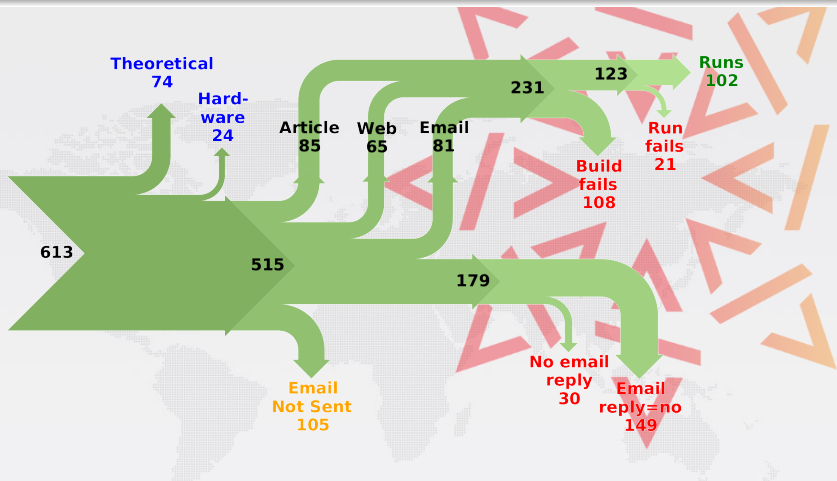 Theoretical
74
Hard-
ware
24
Article
85
Web
65
Email
81
231
123
Runs
102
Run
fails
21
Build
fails
108
613
515
179
Email
Not Sent
105
No email
reply
30
Email
reply=no
149